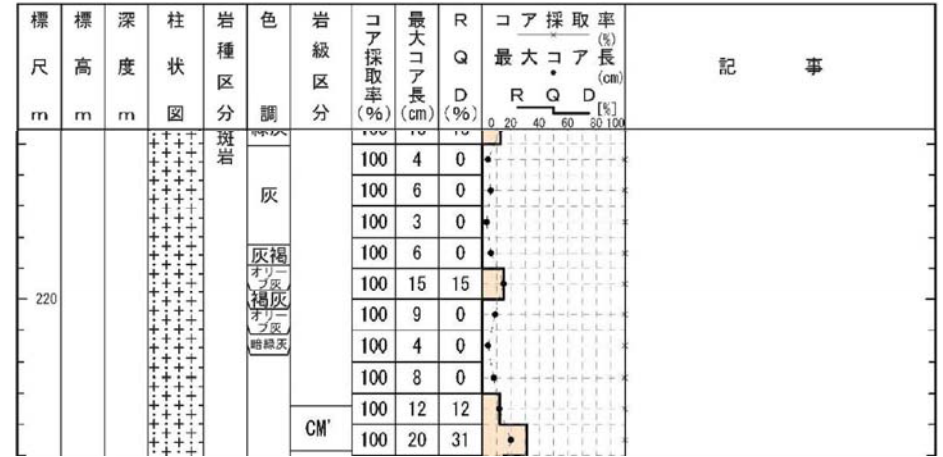 標尺m 標高m 深度m 柱状図 岩種区分 色調 岩級区分 コア採取率(%) 最大コア長(cm) RQD(%) コア採取率(%) 最大コア長(cm) RQD[%] 記事
0 20 40 60 80 100
斑岩
100 4 0
灰 100 6 0
100 3 0
灰褐 100 6 0
オリーブ灰 100 15 15
220 褐灰
オリーブ灰 100 9 0
暗緑灰 100 4 0
100 8 0
100 12 12
CM' 100 20 31